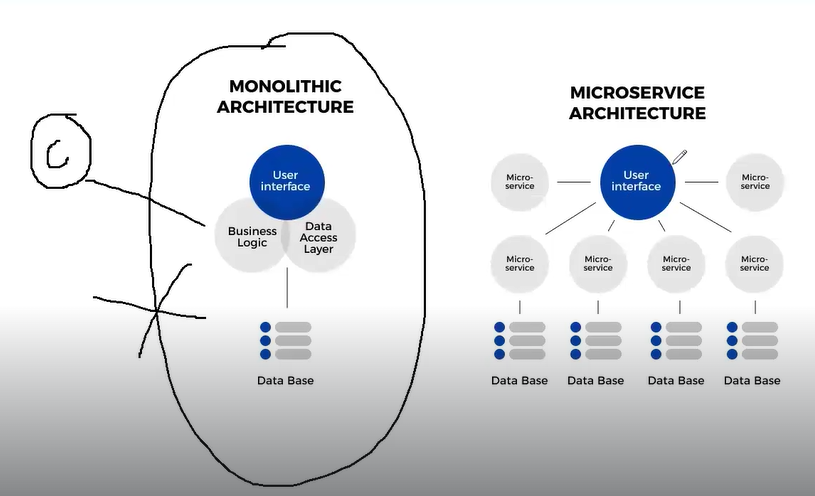 MONOLITHIC
ARCHITECTURE
C
User
interface
Business
Logic
Data
Access
Layer
Data Base
MICROSERVICE
ARCHITECTURE
Micro-
service
User
interface
Micro-
service
Micro-
service
Micro-
service
Micro-
service
Micro-
service
Data Base
Data Base
Data Base
Data Base